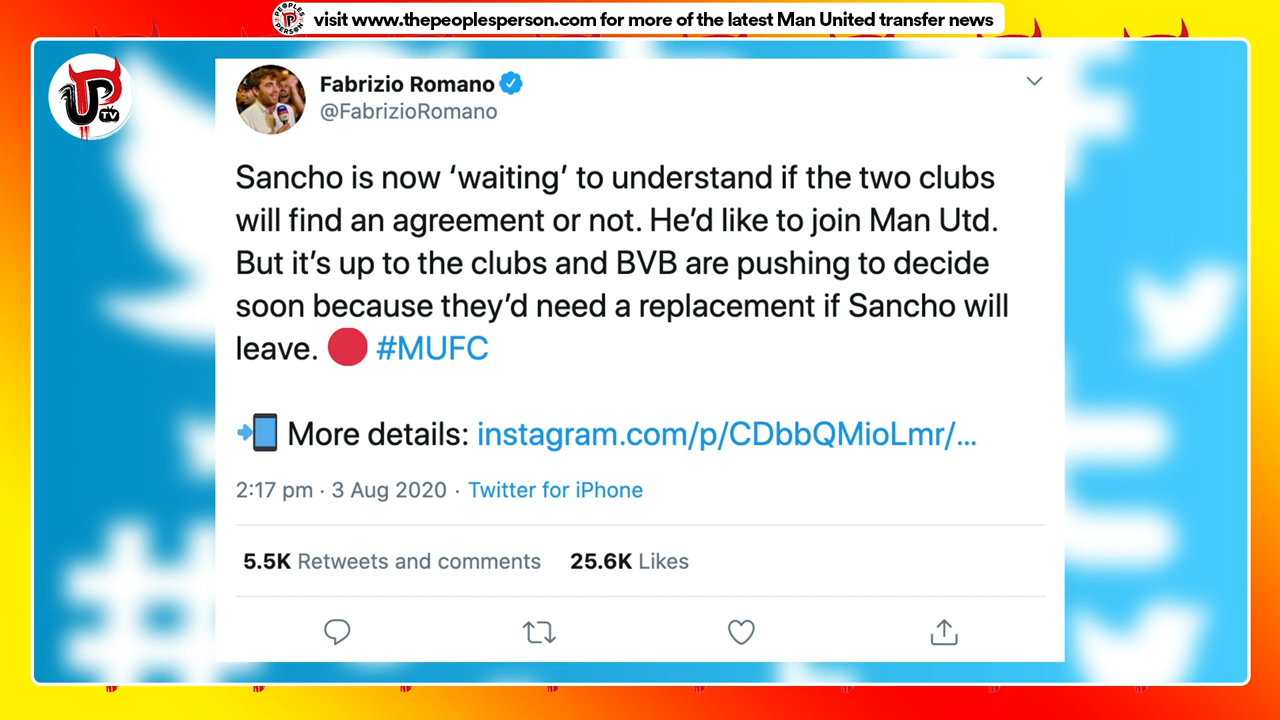 PEOPLES PERSON
visit www.thepeoplesperson.com for more of the latest Man United transfer news
UP TV
Fabrizio Romano
@FabrizioRomano
Sancho is now ‘waiting’ to understand if the two clubs
will find an agreement or not. He’d like to join Man Utd.
But it’s up to the clubs and BVB are pushing to decide
soon because they’d need a replacement if Sancho will
leave. 🔴 #MUFC
📲 More details: instagram.com/p/CDbbQMioLmr/...
2:17 pm · 3 Aug 2020 · Twitter for iPhone
5.5K Retweets and comments 25.6K Likes